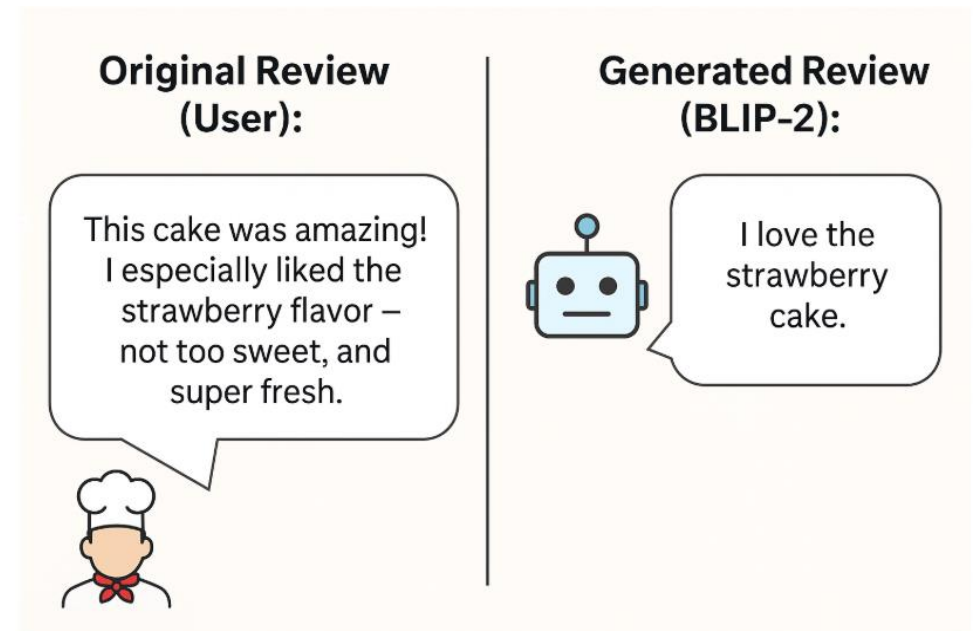 Original Review
(User):
This cake was amazing!
I especially liked the
strawberry flavor –
not too sweet, and
super fresh.
Generated Review
(BLIP-2):
I love the
strawberry
cake.